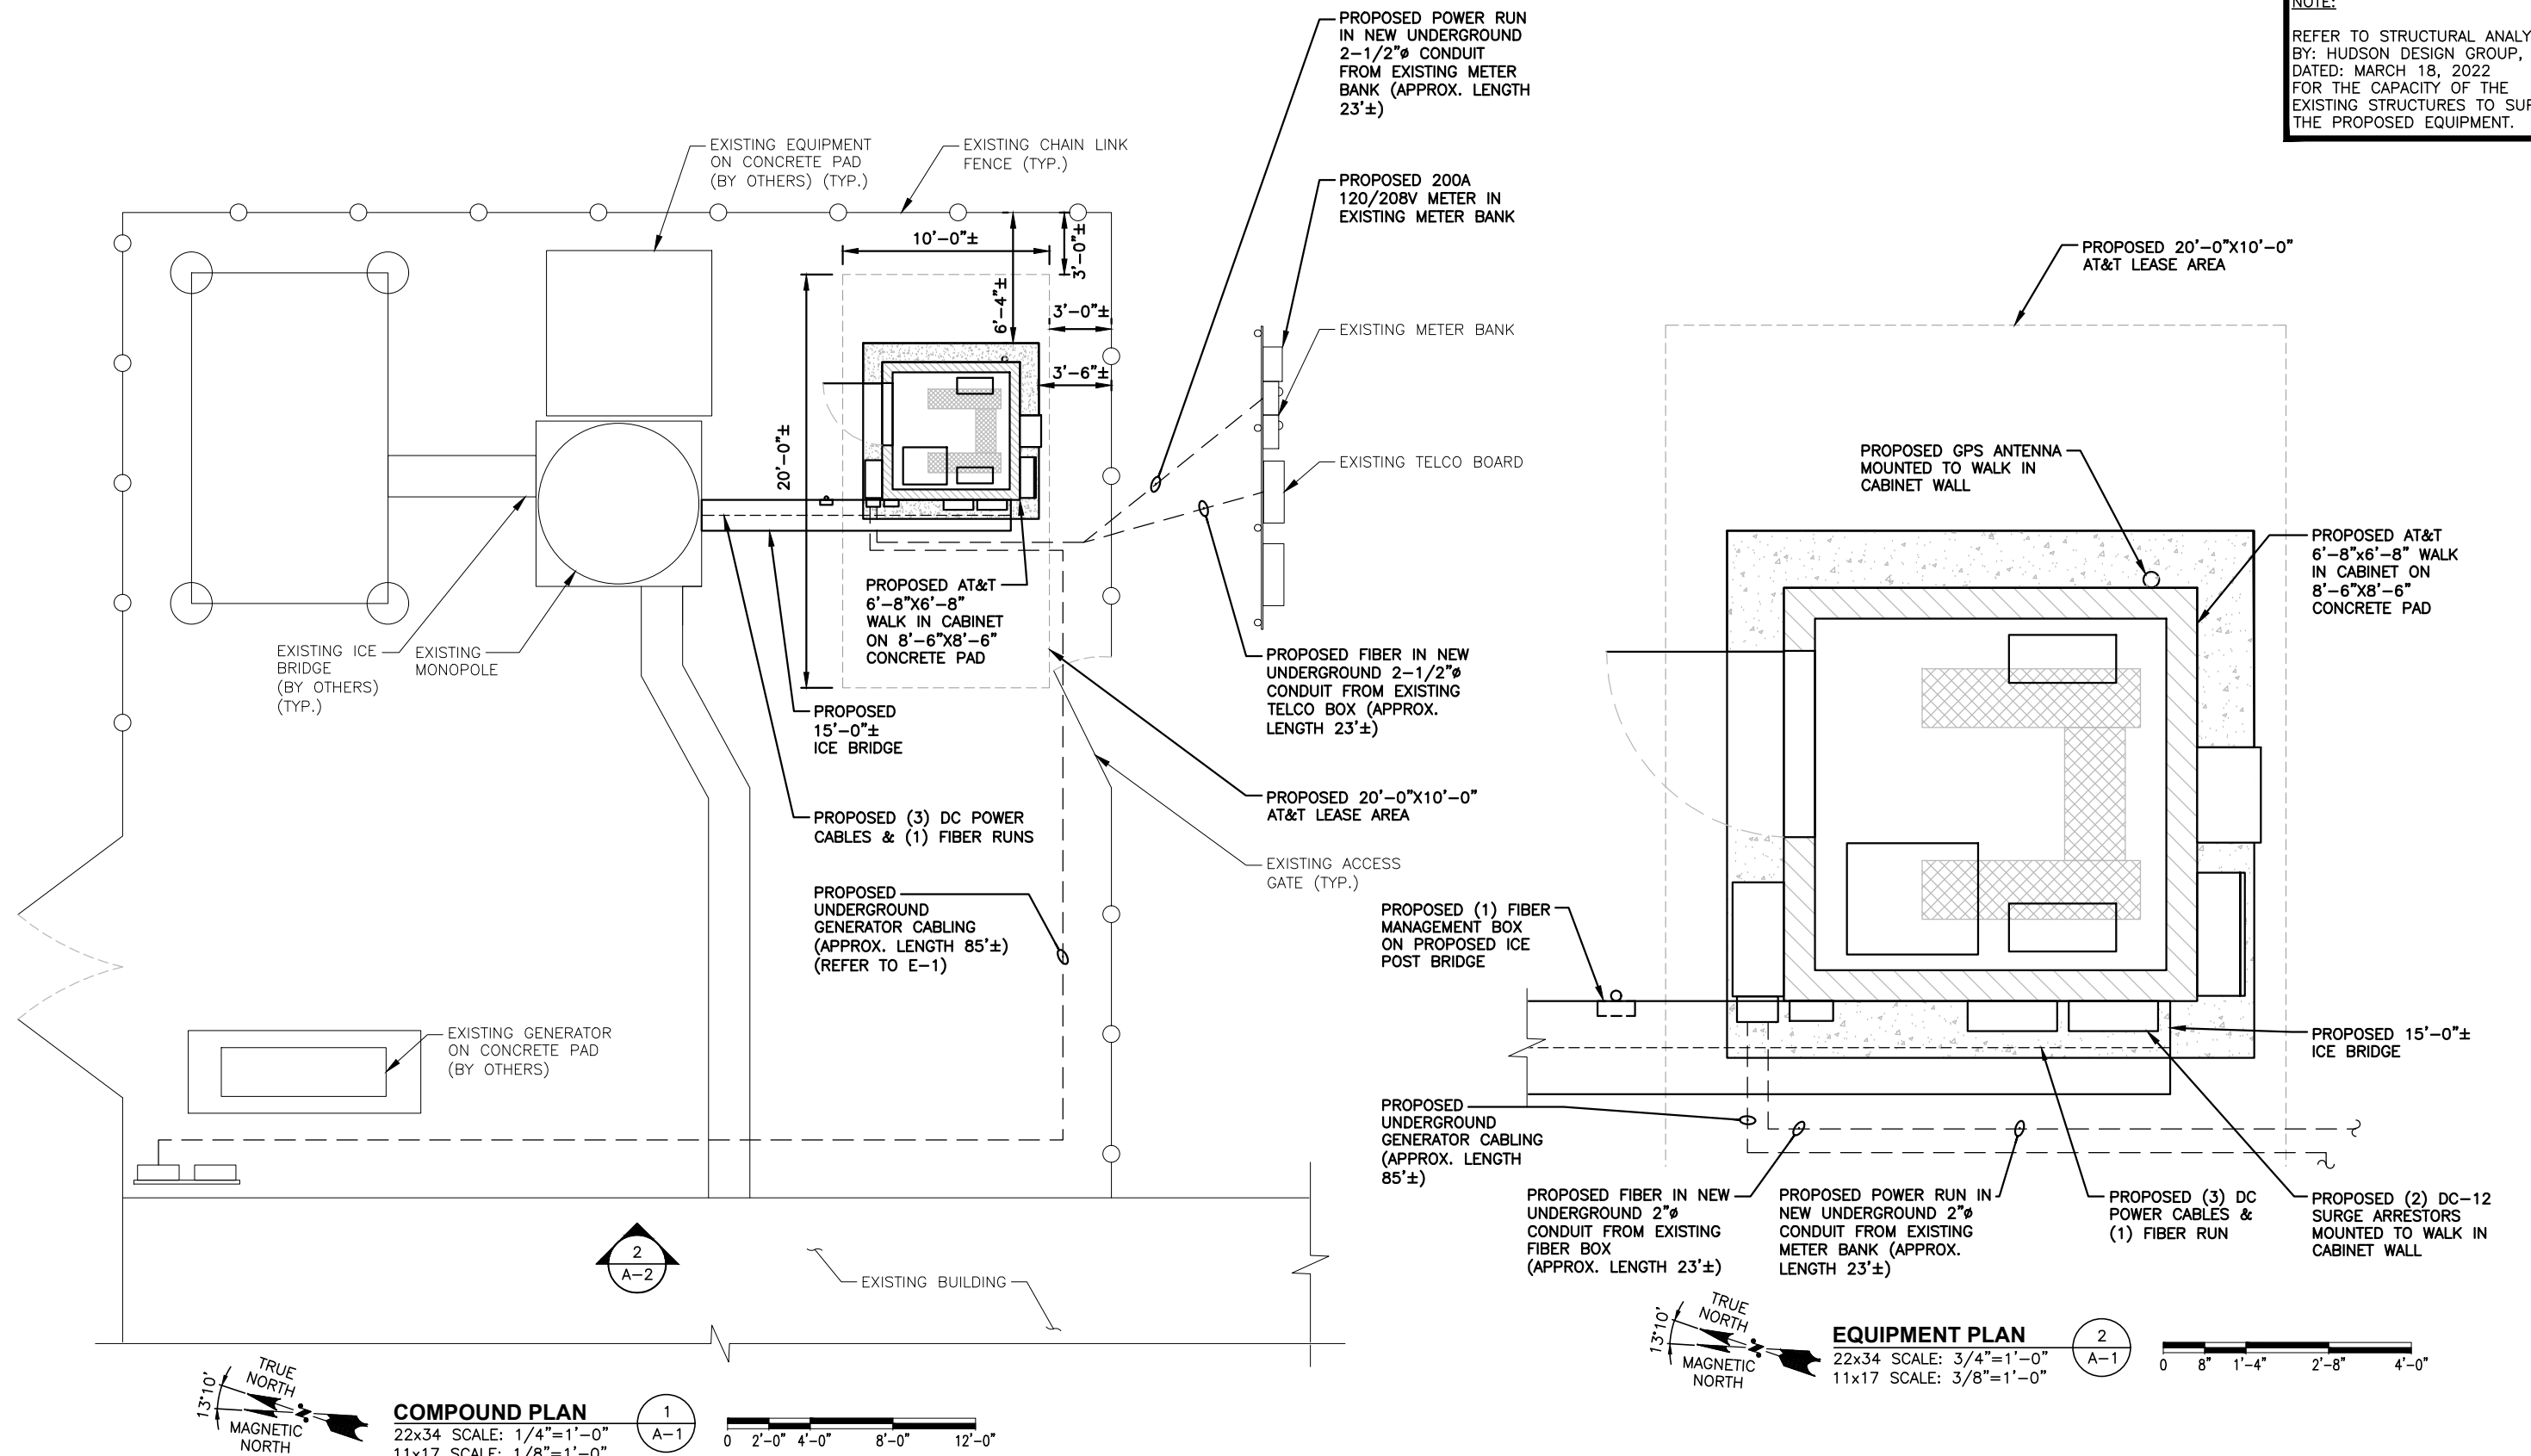 PROPOSED POWER RUN
IN NEW UNDERGROUND
2-1/2"ø CONDUIT
FROM EXISTING METER
BANK (APPROX. LENGTH
23'±)
NOTE:
REFER TO STRUCTURAL
BY: HUDSON DESIGN GROUP,
DATED: MARCH 18, 2022
FOR THE CAPACITY OF THE
EXISTING STRUCTURES TO
THE PROPOSED EQUIPMENT.
EXISTING EQUIPMENT
ON CONCRETE PAD
(BY OTHERS) (TYP.)
EXISTING CHAIN LINK
FENCE (TYP.)
PROPOSED 200A
120/208V METER IN
EXISTING METER BANK
10'-0"±
3'-0"±
6'-4"±
3'-0"±
3'-6"±
20'-0"±
EXISTING METER BANK
EXISTING TELCO BOARD
PROPOSED AT&T
6'-8"X6'-8"
WALK IN CABINET
ON 8'-6"X8'-6"
CONCRETE PAD
EXISTING ICE
BRIDGE
(BY OTHERS)
(TYP.)
EXISTING
MONOPOLE
PROPOSED
15'-0"±
ICE BRIDGE
PROPOSED FIBER IN NEW
UNDERGROUND 2-1/2"ø
CONDUIT FROM EXISTING
TELCO BOX (APPROX.
LENGTH 23'±)
PROPOSED (3) DC POWER
CABLES & (1) FIBER RUNS
PROPOSED 20'-0"X10'-0"
AT&T LEASE AREA
EXISTING ACCESS
GATE (TYP.)
PROPOSED
UNDERGROUND
GENERATOR CABLING
(APPROX. LENGTH 85'±)
(REFER TO E-1)
EXISTING GENERATOR
ON CONCRETE PAD
(BY OTHERS)
2
A-2
EXISTING BUILDING
TRUE
NORTH
13°10'
MAGNETIC
NORTH
COMPOUND PLAN
22x34 SCALE: 1/4"=1'-0"
11x17 SCALE: 1/8"=1'-0"
1
A-1
0 2'-0" 4'-0" 8'-0" 12'-0"
PROPOSED 20'-0"X10'-0"
AT&T LEASE AREA
PROPOSED GPS ANTENNA
MOUNTED TO WALK IN
CABINET WALL
PROPOSED AT&T
6'-8"x6'-8" WALK
IN CABINET ON
8'-6"X8'-6"
CONCRETE PAD
PROPOSED (1) FIBER
MANAGEMENT BOX
ON PROPOSED ICE
POST BRIDGE
PROPOSED 15'-0"±
ICE BRIDGE
PROPOSED
UNDERGROUND
GENERATOR CABLING
(APPROX. LENGTH
85'±)
PROPOSED FIBER IN NEW
UNDERGROUND 2"ø
CONDUIT FROM EXISTING
FIBER BOX
(APPROX. LENGTH 23'±)
PROPOSED POWER RUN IN
NEW UNDERGROUND 2"ø
CONDUIT FROM EXISTING
METER BANK (APPROX.
LENGTH 23'±)
PROPOSED (3) DC
POWER CABLES &
(1) FIBER RUN
PROPOSED (2) DC-12
SURGE ARRESTORS
MOUNTED TO WALK IN
CABINET WALL
TRUE
NORTH
13°10'
MAGNETIC
NORTH
EQUIPMENT PLAN
22x34 SCALE: 3/4"=1'-0"
11x17 SCALE: 3/8"=1'-0"
2
A-1
0 8" 1'-4" 2'-8" 4'-0"